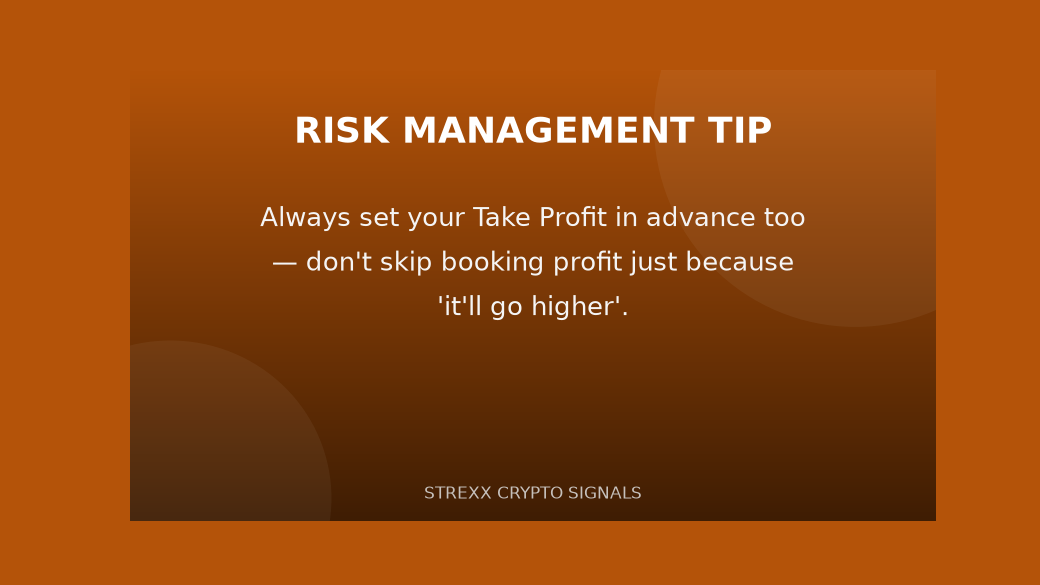 RISK MANAGEMENT TIP
Always set your Take Profit in advance too
— don't skip booking profit just because
'it'll go higher'.
STREXX CRYPTO SIGNALS